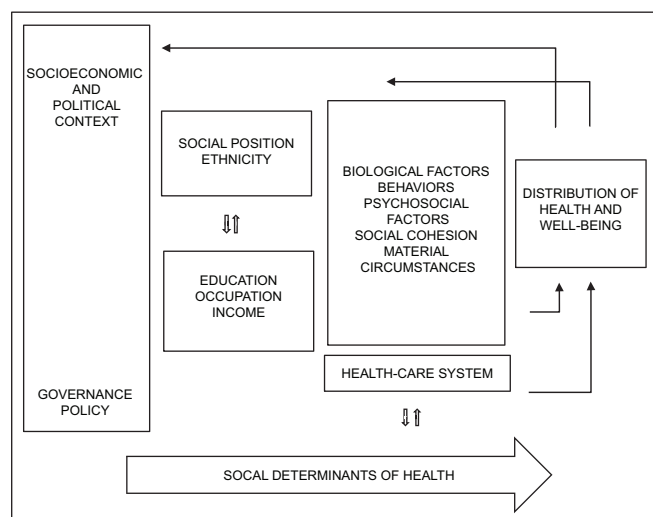 SOCIOECONOMIC
AND
POLITICAL
CONTEXT
GOVERNANCE
POLICY
SOCIAL POSITION
ETHNICITY
EDUCATION
OCCUPATION
INCOME
BIOLOGICAL FACTORS
BEHAVIORS
PSYCHOSOCIAL
FACTORS
SOCIAL COHESION
MATERIAL
CIRCUMSTANCES
HEALTH-CARE SYSTEM
DISTRIBUTION OF
HEALTH AND
WELL-BEING
SOCAL DETERMINANTS OF HEALTH